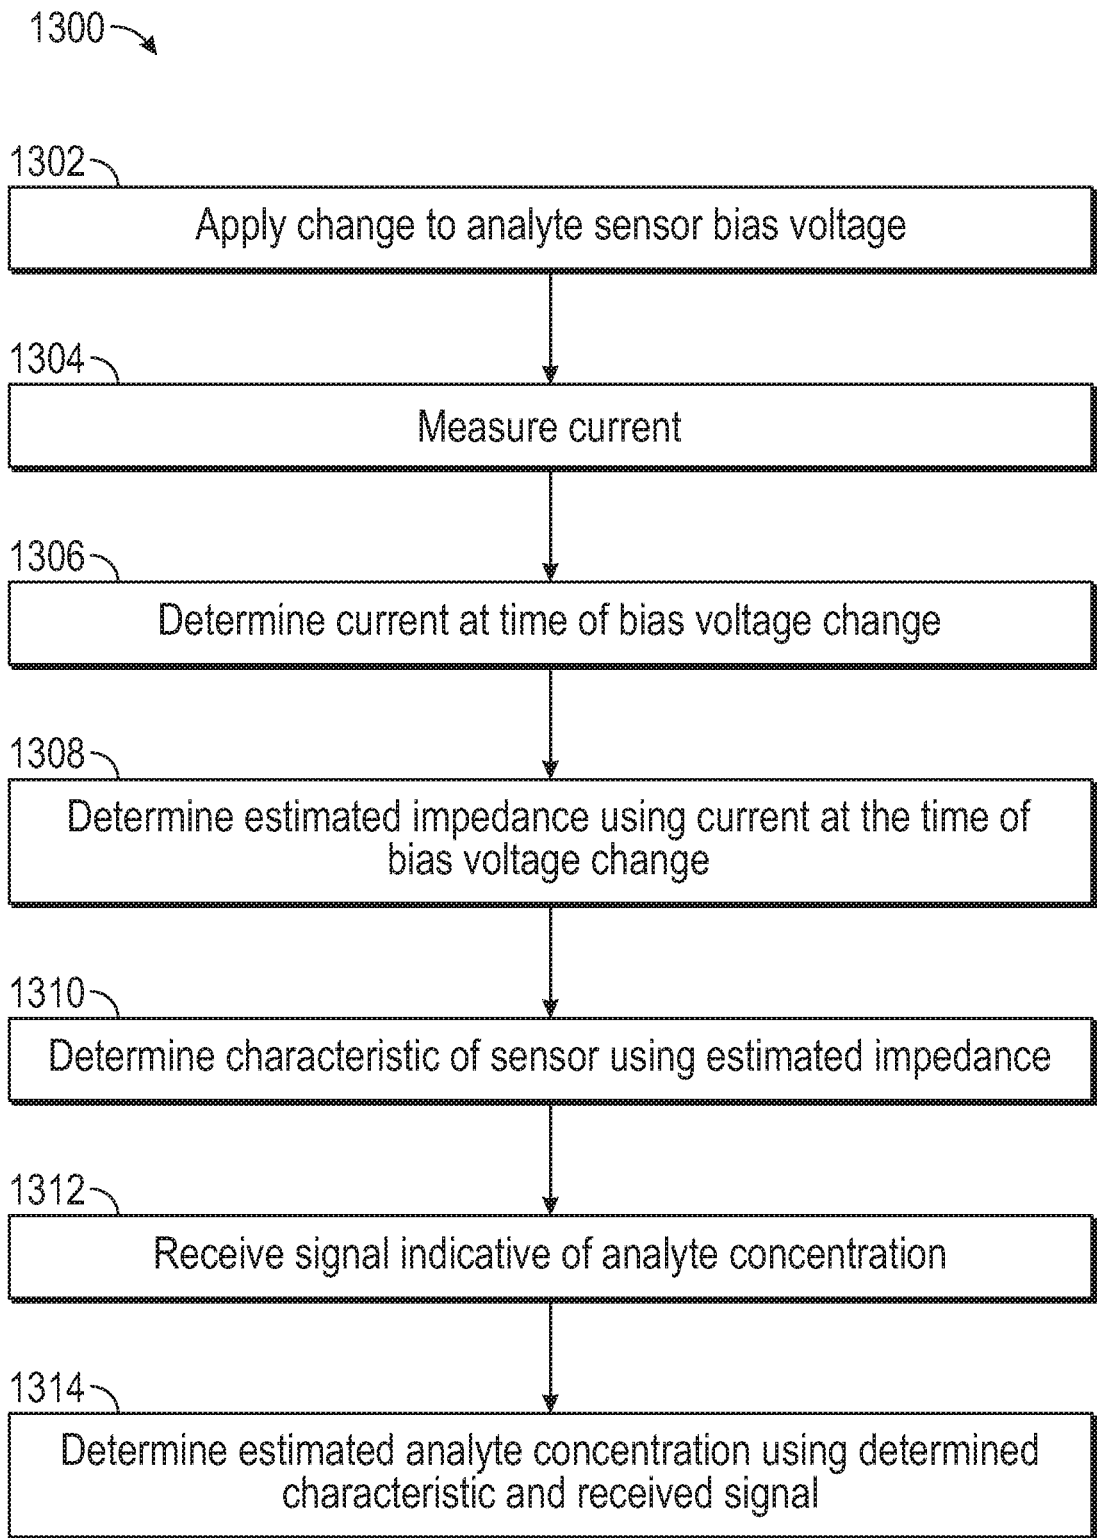 1300
1302
Apply change to analyte sensor bias voltage
1304
Measure current
1306
Determine current at time of bias voltage change
1308
Determine estimated impedance using current at the time of
bias voltage change
1310
Determine characteristic of sensor using estimated impedance
1312
Receive signal indicative of analyte concentration
1314
Determine estimated analyte concentration using determined
characteristic and received signal